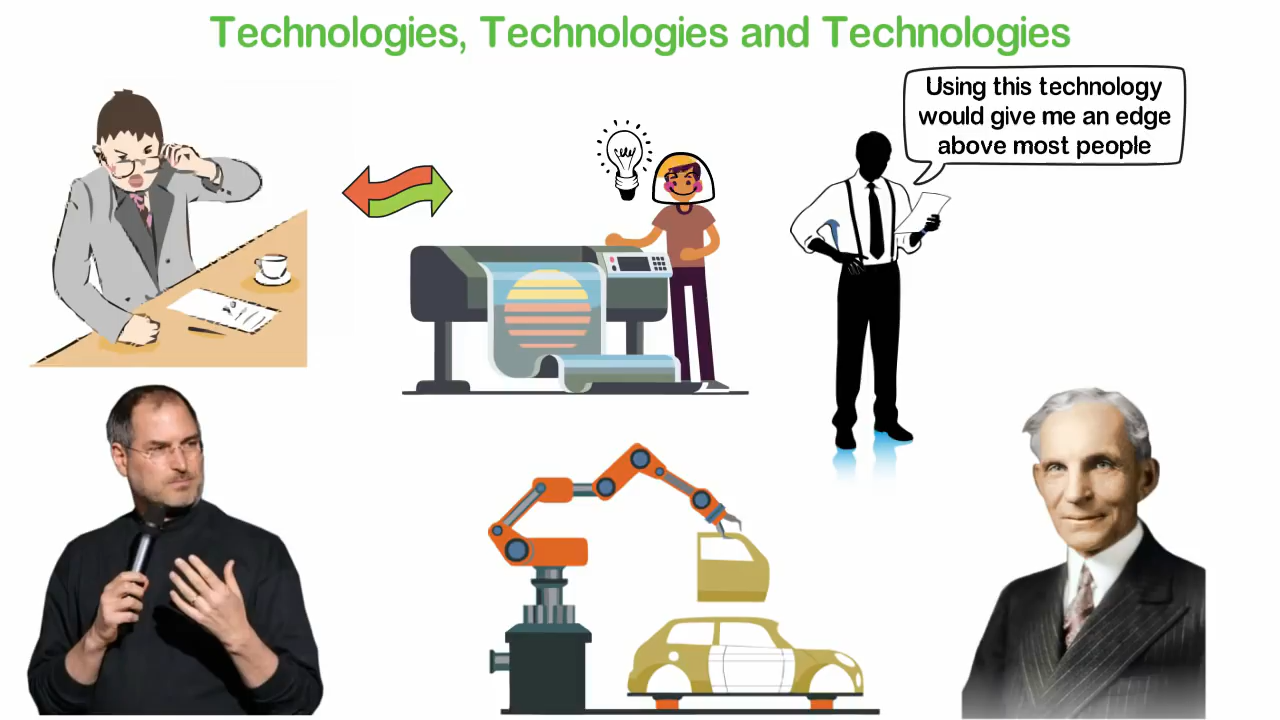 Technologies, Technologies and Technologies
Using this technology
would give me an edge
above most people